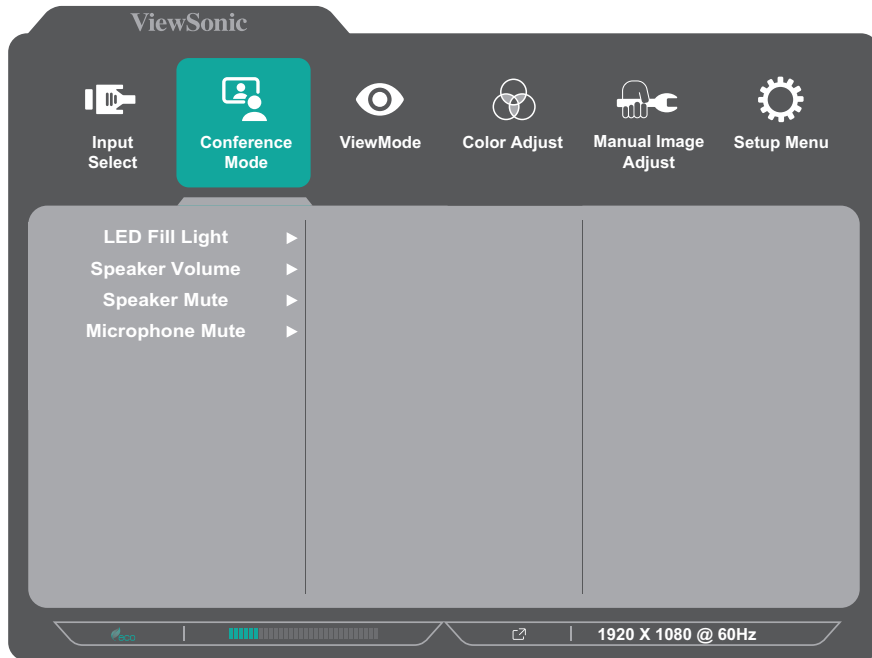 ViewSonic
Input
Select
Conference
Mode
ViewMode
Color Adjust
Manual Image
Adjust
Setup Menu
LED Fill Light
Speaker Volume
Speaker Mute
Microphone Mute
eco
1920 X 1080 @ 60Hz